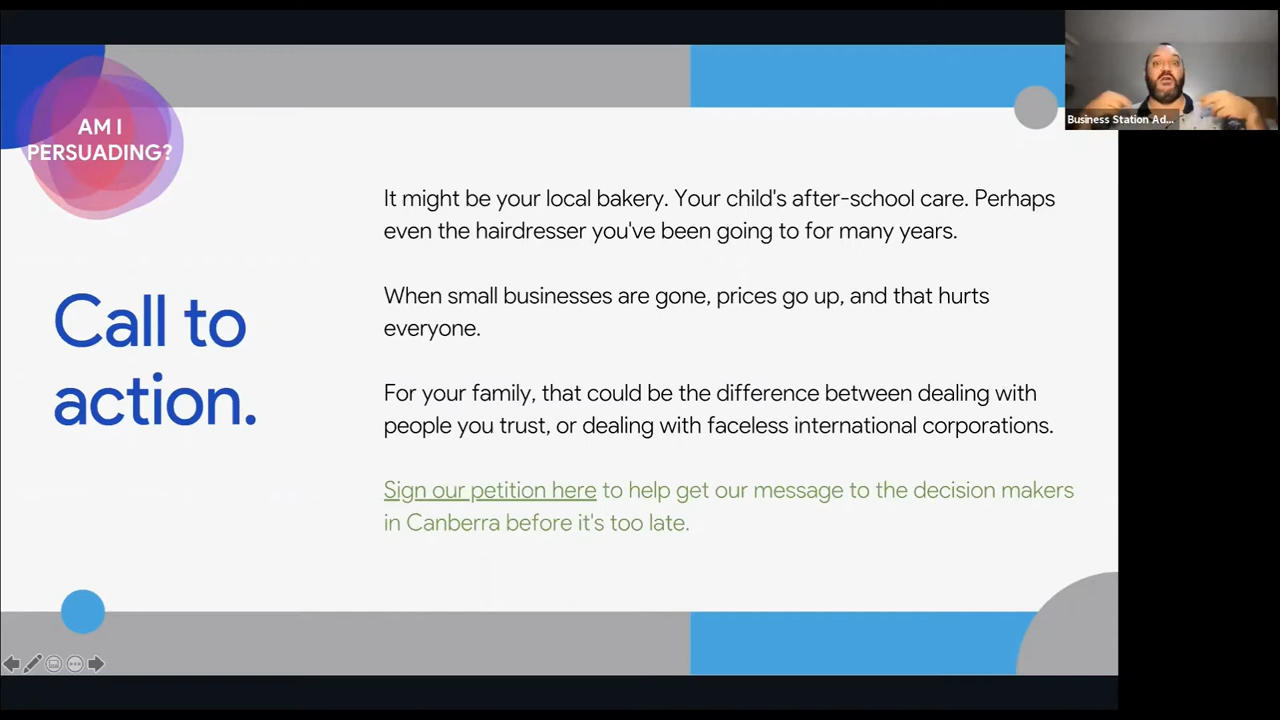 AM I
PERSUADING?
Business Station Ad...
Call to
action.
It might be your local bakery. Your child's after-school care. Perhaps
even the hairdresser you've been going to for many years.
When small businesses are gone, prices go up, and that hurts
everyone.
For your family, that could be the difference between dealing with
people you trust, or dealing with faceless international corporations.
Sign our petition here to help get our message to the decision makers
in Canberra before it's too late.